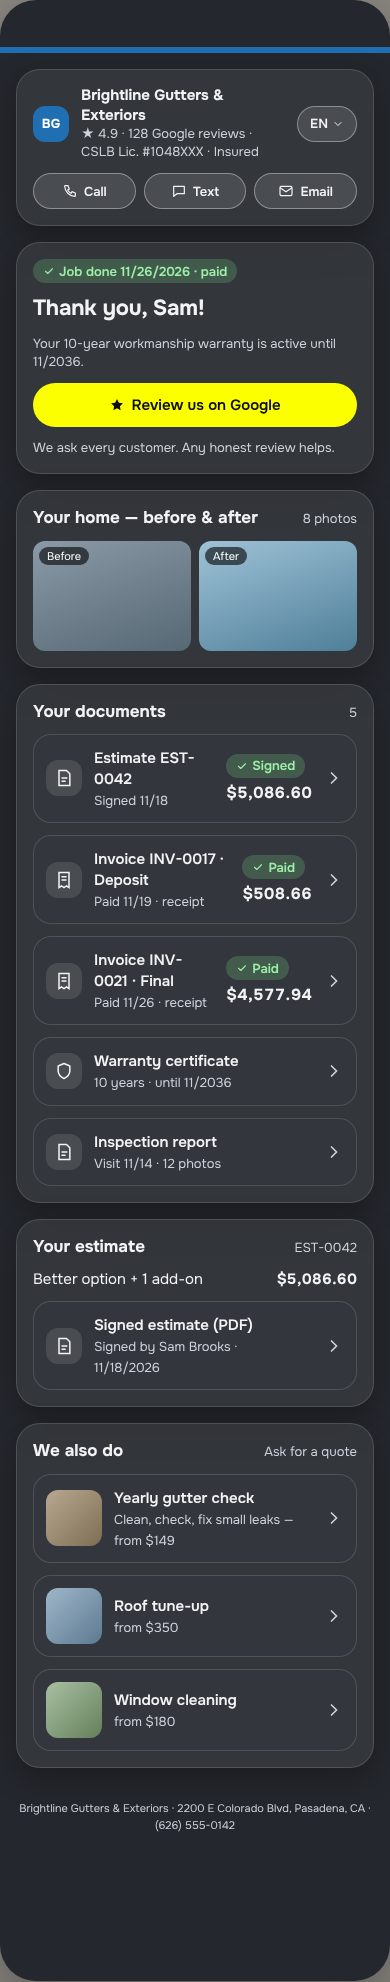 Brightline Gutters &
Exteriors
★ 4.9 · 128 Google reviews ·
CSLB Lic. #1048XXX · Insured
BG
EN
Call
Text
Email
Job done 11/26/2026 · paid
Thank you, Sam!
Your 10-year workmanship warranty is active until
11/2036.
★ Review us on Google
We ask every customer. Any honest review helps.
Your home — before & after
8 photos
Before
After
Your documents
5
Estimate EST-
0042
Signed 11/18
Signed
$5,086.60
Invoice INV-0017 ·
Deposit
Paid 11/19 · receipt
Paid
$508.66
Invoice INV-
0021 · Final
Paid 11/26 · receipt
Paid
$4,577.94
Warranty certificate
10 years · until 11/2036
Inspection report
Visit 11/14 · 12 photos
Your estimate
EST-0042
Better option + 1 add-on
$5,086.60
Signed estimate (PDF)
Signed by Sam Brooks ·
11/18/2026
We also do
Ask for a quote
Yearly gutter check
Clean, check, fix small leaks —
from $149
Roof tune-up
from $350
Window cleaning
from $180
Brightline Gutters & Exteriors · 2200 E Colorado Blvd, Pasadena, CA ·
(626) 555-0142